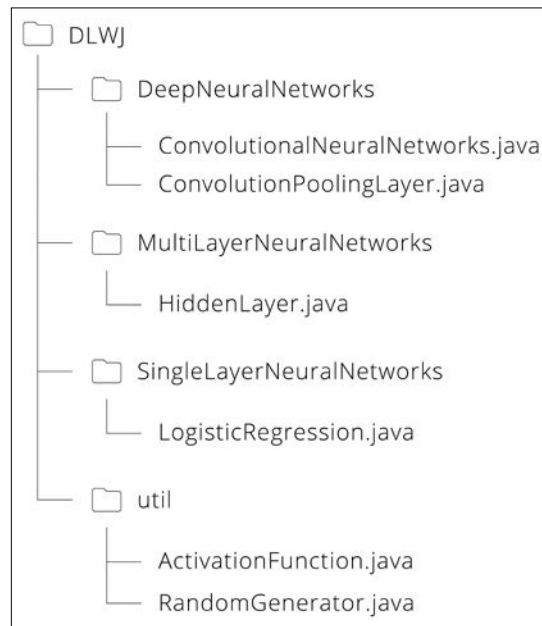 DLWJ
DeepNeuralNetworks
ConvolutionalNeuralNetworks.java
ConvolutionPoolingLayer.java
MultiLayerNeuralNetworks
HiddenLayer.java
SingleLayerNeuralNetworks
LogisticRegression.java
util
ActivationFunction.java
RandomGenerator.java